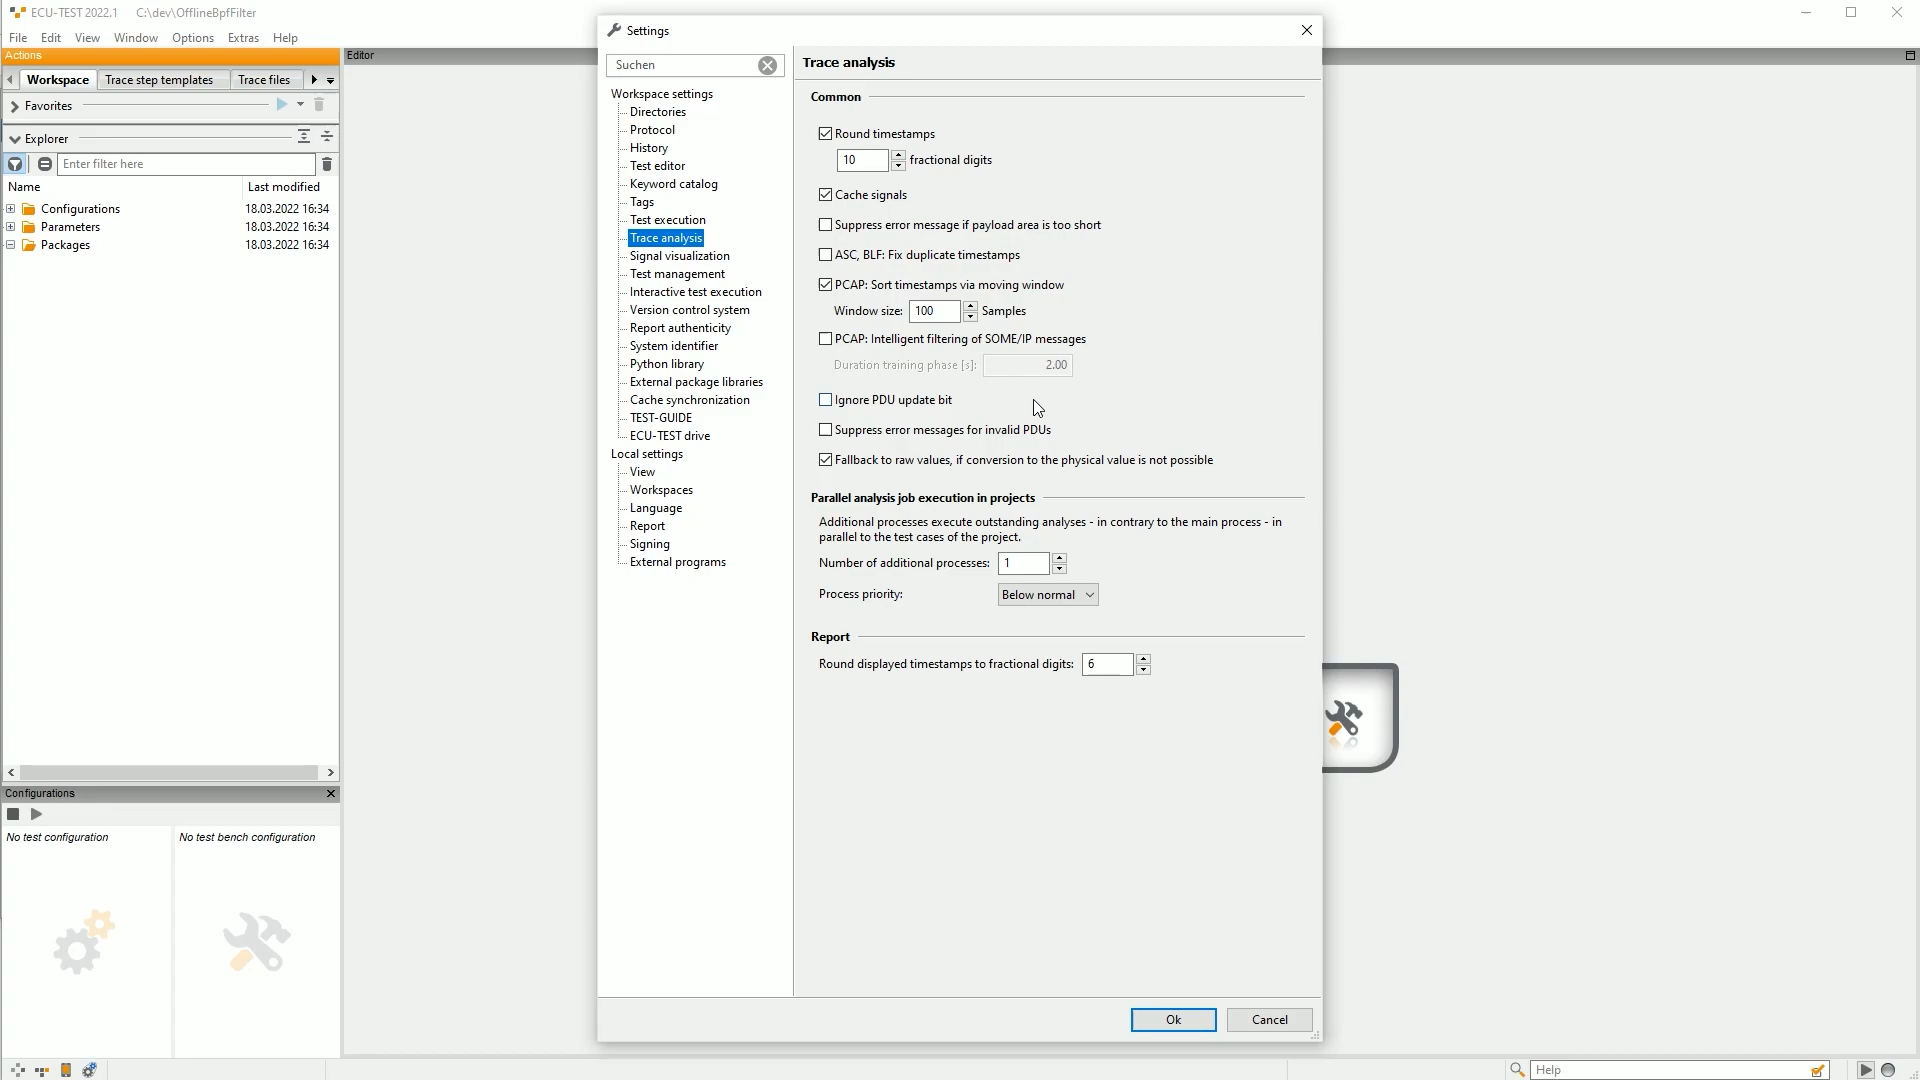 ECU-TEST 2022.1 C:\dev\OfflineBpfFilter
File Edit View Window Options Extras Help
Actions
Workspace Trace step templates Trace files
Favorites
Explorer
Enter filter here
Name Last modified
Configurations 18.03.2022 16:34
Parameters 18.03.2022 16:34
Packages 18.03.2022 16:34
Configurations
No test configuration No test bench configuration
Editor
Settings
Suchen
Workspace settings
Directories
Protocol
History
Test editor
Keyword catalog
Tags
Test execution
Trace analysis
Signal visualization
Test management
Interactive test execution
Version control system
Report authenticity
System identifier
Python library
External package libraries
Cache synchronization
TEST-GUIDE
ECU-TEST drive
Local settings
View
Workspaces
Language
Report
Signing
External programs
Trace analysis
Common
Round timestamps
10 fractional digits
Cache signals
Suppress error message if payload area is too short
ASC, BLF: Fix duplicate timestamps
PCAP: Sort timestamps via moving window
Window size: 100 Samples
PCAP: Intelligent filtering of SOME/IP messages
Duration training phase [s]: 2.00
Ignore PDU update bit
Suppress error messages for invalid PDUs
Fallback to raw values, if conversion to the physical value is not possible
Parallel analysis job execution in projects
Additional processes execute outstanding analyses - in contrary to the main process - in
parallel to the test cases of the project.
Number of additional processes: 1
Process priority: Below normal
Report
Round displayed timestamps to fractional digits: 6
Ok Cancel
Help